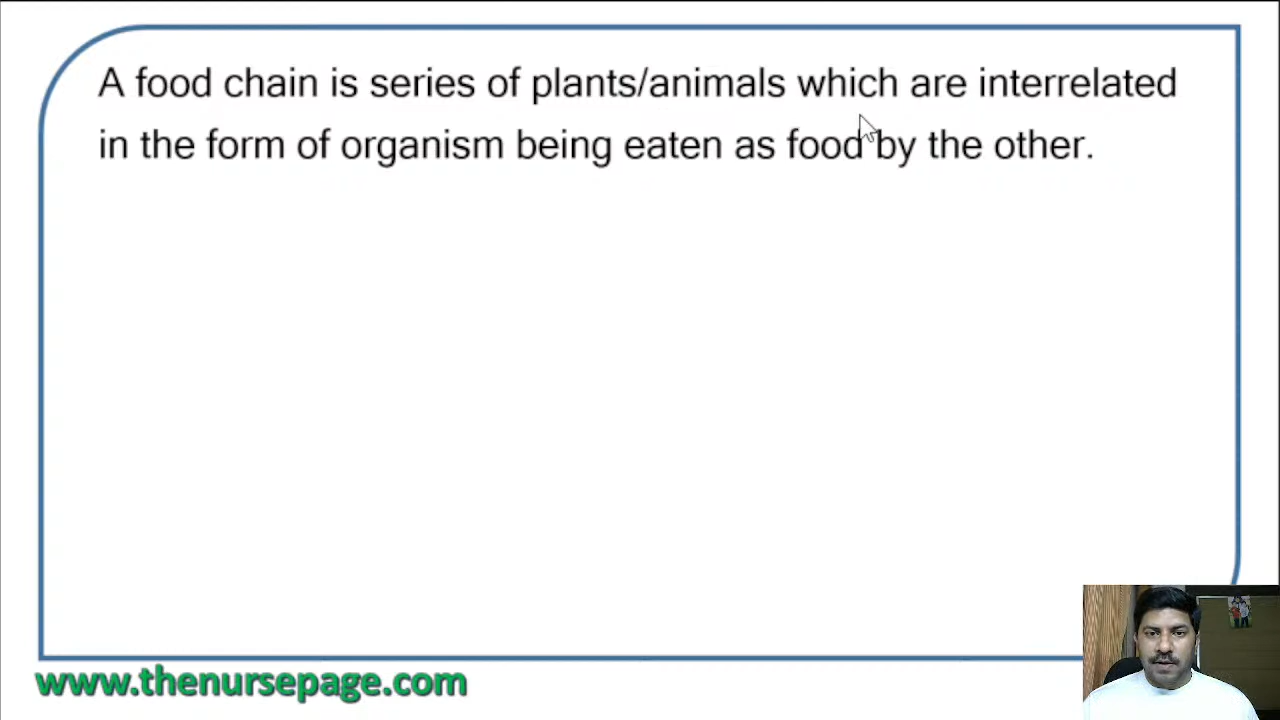 A food chain is series of plants/animals which are interrelated
in the form of organism being eaten as food by the other.
www.thenursepage.com